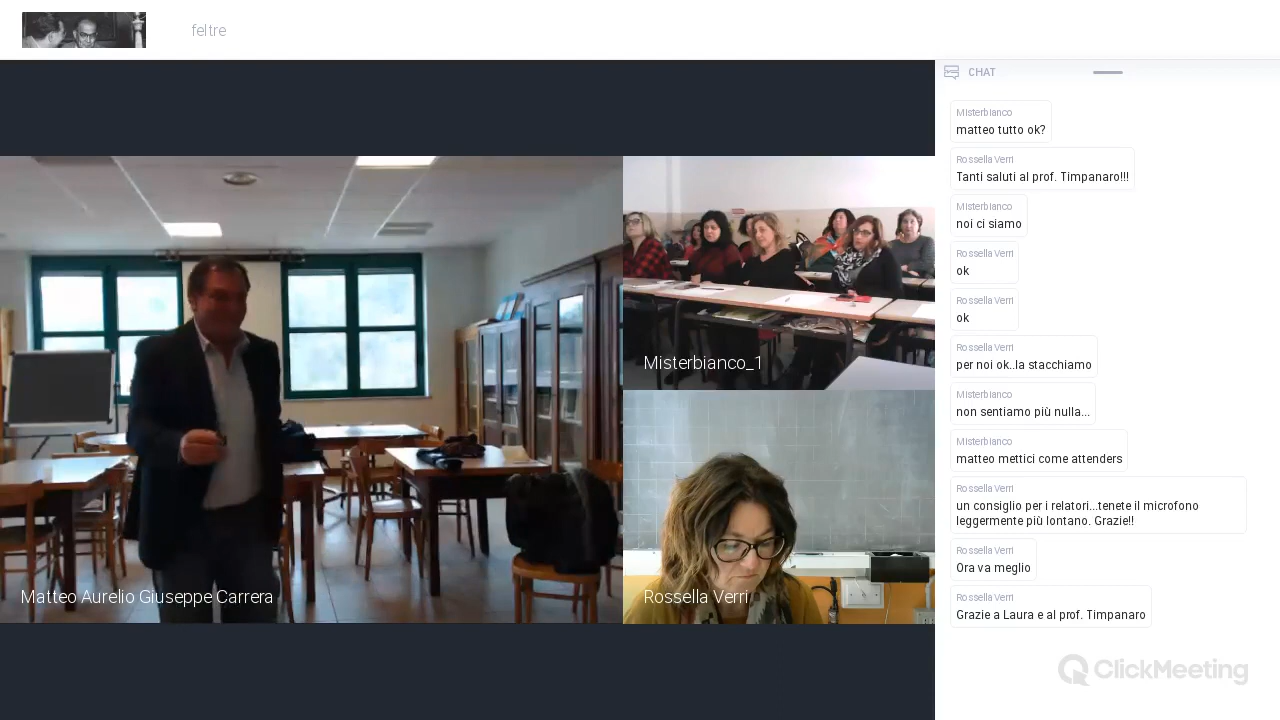 feltre
CHAT
Misterbianco
matteo tutto ok?
Rossella Verri
Tanti saluti al prof. Timpanaro!!!
Misterbianco
noi ci siamo
Rossella Verri
ok
Rossella Verri
ok
Rossella Verri
per noi ok..la stacchiamo
Misterbianco
non sentiamo più nulla...
Misterbianco
matteo mettici come attenders
Rossella Verri
un consiglio per i relatori...tenete il microfono
leggermente più lontano. Grazie!!
Rossella Verri
Ora va meglio
Rossella Verri
Grazie a Laura e al prof. Timpanaro
Misterbianco_1
Matteo Aurelio Giuseppe Carrera
Rossella Verri
ClickMeeting